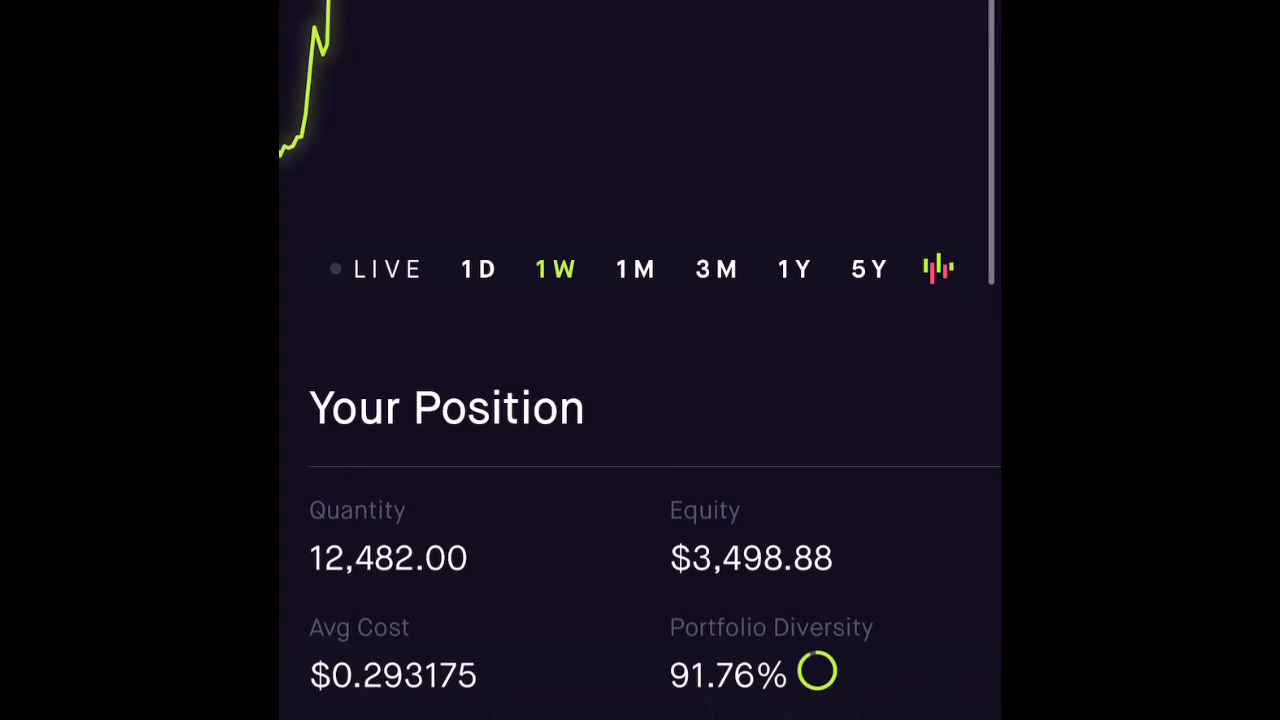 LIVE 1D 1W 1M 3M 1Y 5Y
Your Position
Quantity Equity
12,482.00 $3,498.88
Avg Cost Portfolio Diversity
$0.293175 91.76%